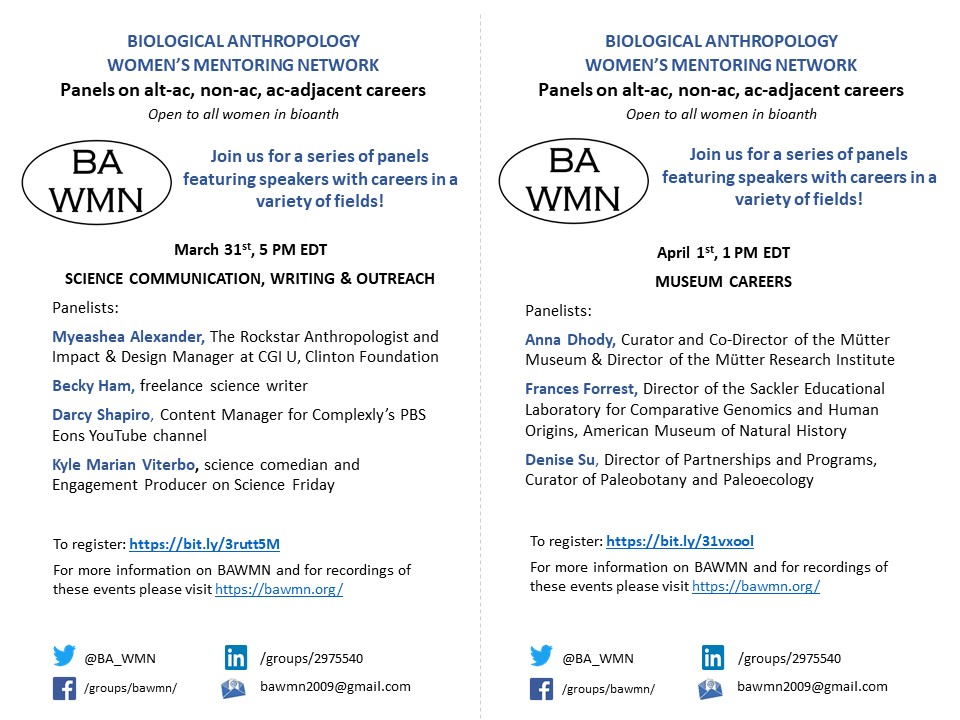 BIOLOGICAL ANTHROPOLOGY
WOMEN'S MENTORING NETWORK
Panels on alt-ac, non-ac, ac-adjacent careers
Open to all women in bioanth
BA
WMN
Join us for a series of panels
featuring speakers with careers in a
variety of fields!
March 31st, 5 PM EDT
SCIENCE COMMUNICATION, WRITING & OUTREACH
Panelists:
Myeashea Alexander, The Rockstar Anthropologist and
Impact & Design Manager at CGI U, Clinton Foundation
Becky Ham, freelance science writer
Darcy Shapiro, Content Manager for Complexly's PBS
Eons YouTube channel
Kyle Marian Viterbo, science comedian and
Engagement Producer on Science Friday
To register: https://bit.ly/3rutt5M
For more information on BAWMN and for recordings of
these events please visit https://bawmn.org/
@BA_WMN
/groups/2975540
/groups/bawmn/
bawmn2009@gmail.com
BIOLOGICAL ANTHROPOLOGY
WOMEN'S MENTORING NETWORK
Panels on alt-ac, non-ac, ac-adjacent careers
Open to all women in bioanth
BA
WMN
Join us for a series of panels
featuring speakers with careers in a
variety of fields!
April 1st, 1 PM EDT
MUSEUM CAREERS
Panelists:
Anna Dhody, Curator and Co-Director of the Mütter
Museum & Director of the Mütter Research Institute
Frances Forrest, Director of the Sackler Educational
Laboratory for Comparative Genomics and Human
Origins, American Museum of Natural History
Denise Su, Director of Partnerships and Programs,
Curator of Paleobotany and Paleoecology
To register: https://bit.ly/31vxool
For more information on BAWMN and for recordings of
these events please visit https://bawmn.org/
@BA_WMN
/groups/2975540
/groups/bawmn/
bawmn2009@gmail.com